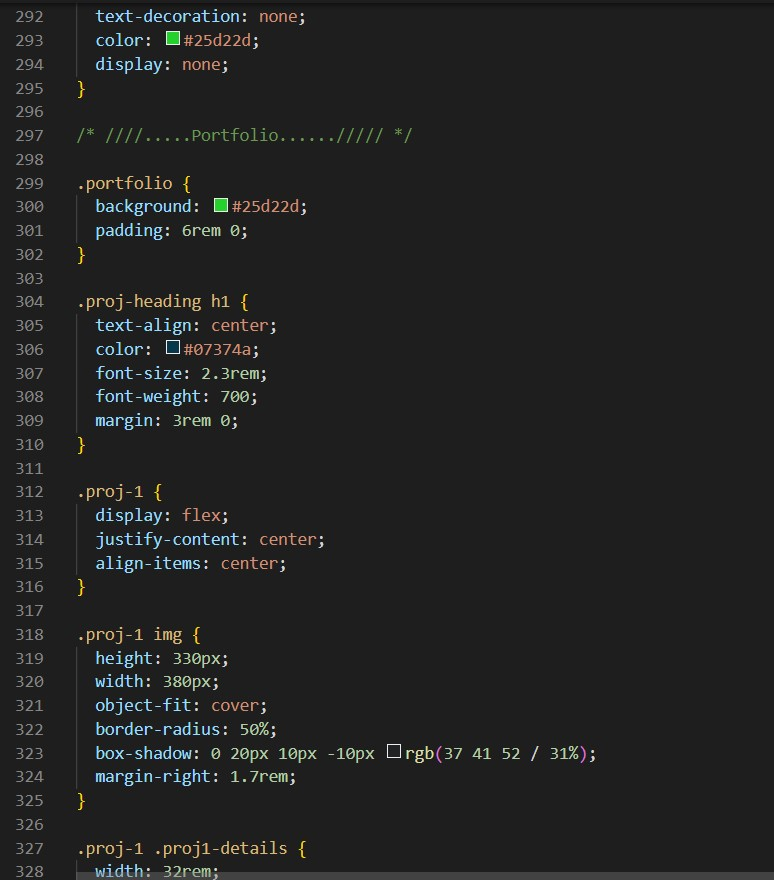 292 text-decoration: none;
293 color: #25d22d;
294 display: none;
295 }
296
297 /* ////.....Portfolio....../​//// */
298
299 .portfolio {
300 background: #25d22d;
301 padding: 6rem 0;
302 }
303
304 .proj-heading h1 {
305 text-align: center;
306 color: #07374a;
307 font-size: 2.3rem;
308 font-weight: 700;
309 margin: 3rem 0;
310 }
311
312 .proj-1 {
313 display: flex;
314 justify-content: center;
315 align-items: center;
316 }
317
318 .proj-1 img {
319 height: 330px;
320 width: 380px;
321 object-fit: cover;
322 border-radius: 50%;
323 box-shadow: 0 20px 10px -10px rgb(37 41 52 / 31%);
324 margin-right: 1.7rem;
325 }
326
327 .proj-1 .proj1-details {
328 width: 32rem;